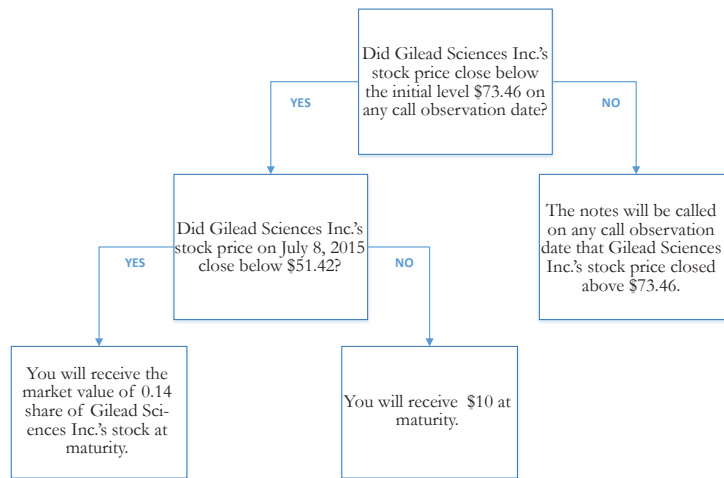 Did Gilead Sciences Inc.'s
stock price close below
the initial level $73.46 on
any call observation date?
YES
NO
Did Gilead Sciences Inc.'s
stock price on July 8, 2015
close below $51.42?
The notes will be called
on any call observation
date that Gilead Sciences
Inc.'s stock price closed
above $73.46.
YES
NO
You will receive the
market value of 0.14
share of Gilead Sci-
ences Inc.'s stock at
maturity.
You will receive $10 at
maturity.